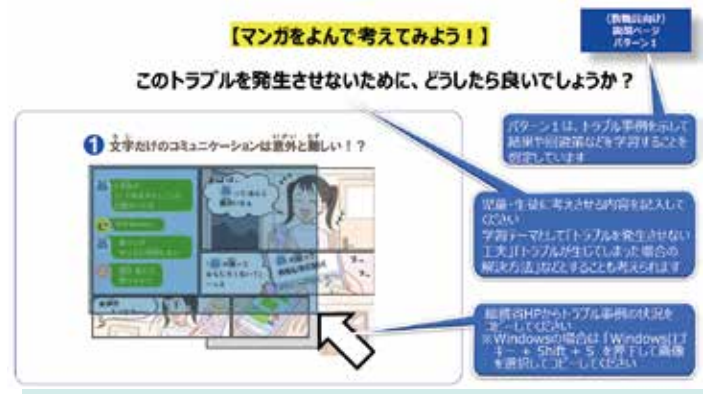 【マンガをよんで考えてみよう！】
(教職員向け)
説明ページ
パターン1
このトラブルを発生させないために、どうしたら良いでしょうか？
パターン1は、トラブル事例を示して
結果や回避策などを学習することを
想定しています
1 文字だけのコミュニケーションは意外と難しい！？
児童・生徒に考えさせる内容を記入して
ください
学習テーマとして「トラブルを発生させない
工夫」「トラブルが生じてしまった場合の
解決方法」などとすることも考えられます
総務省HPからトラブル事例の状況を
コピーしてください
※Windowsの場合は「Windowsロゴ
キー + Shift + S を押下して画像
を選択してコピーしてください